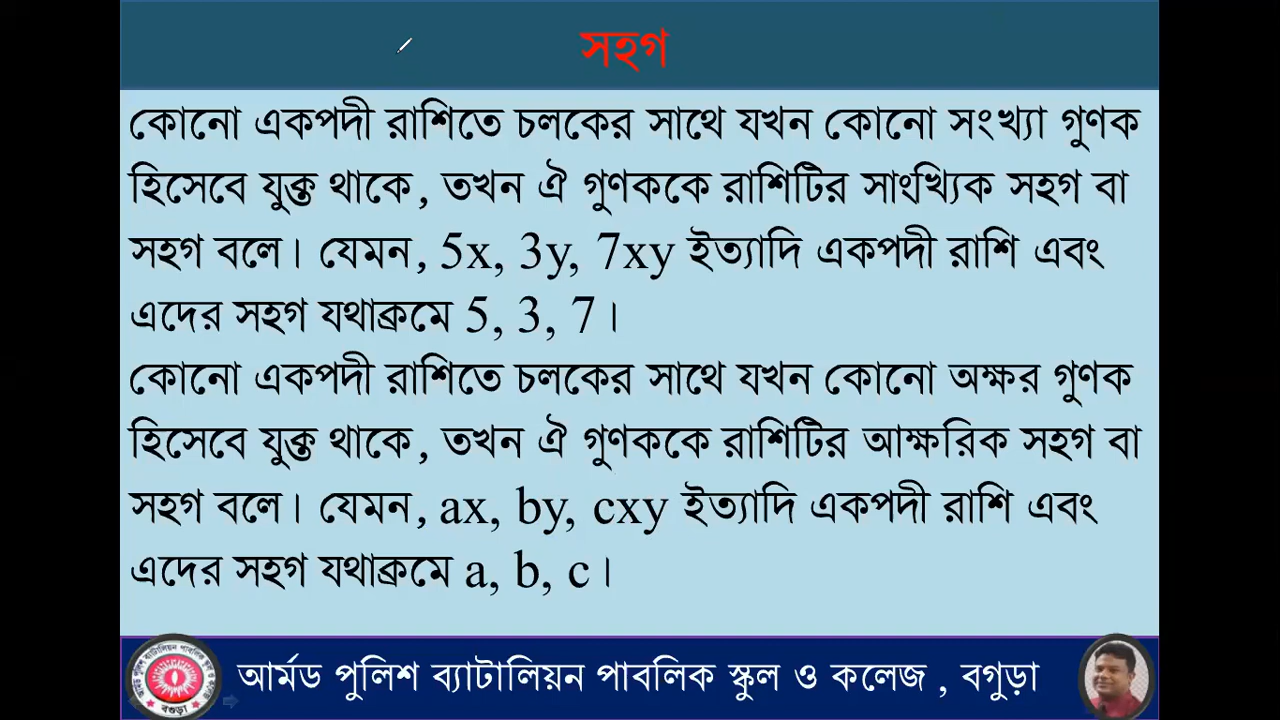 সহগ
কোনো একপদী রাশিতে চলকের সাথে যখন কোনো সংখ্যা গুণক
হিসেবে যুক্ত থাকে, তখন ঐ গুণককে রাশিটির সাংখ্যিক সহগ বা
সহগ বলে। যেমন, 5x, 3y, 7xy ইত্যাদি একপদী রাশি এবং
এদের সহগ যথাক্রমে 5, 3, 7।
কোনো একপদী রাশিতে চলকের সাথে যখন কোনো অক্ষর গুণক
হিসেবে যুক্ত থাকে, তখন ঐ গুণককে রাশিটির আক্ষরিক সহগ বা
সহগ বলে। যেমন, ax, by, cxy ইত্যাদি একপদী রাশি এবং
এদের সহগ যথাক্রমে a, b, c।
আর্মড পুলিশ ব্যাটালিয়ন পাবলিক স্কুল ও কলেজ , বগুড়া
বগুড়া